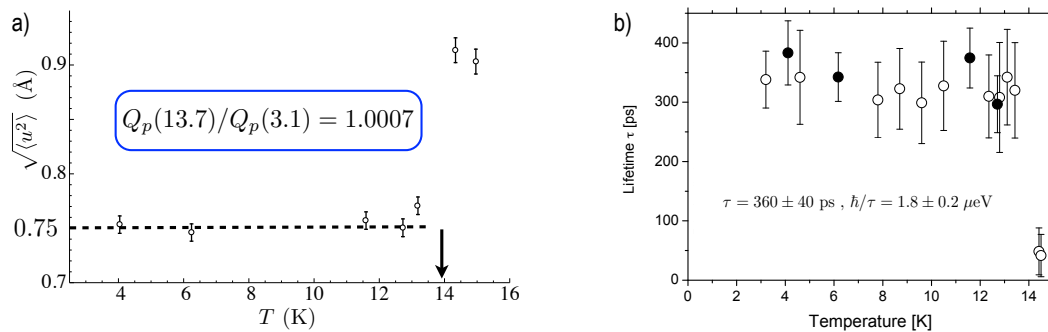 a)
√⟨u²⟩ (Å)
0.9
0.8
0.75
0.7
Q_p(13.7)/Q_p(3.1) = 1.0007
4 6 8 10 12 14 16
T (K)
b)
Lifetime τ [ps]
400
300
200
100
0
τ = 360 ± 40 ps , ℏ/τ = 1.8 ± 0.2 μeV
0 2 4 6 8 10 12 14
Temperature [K]